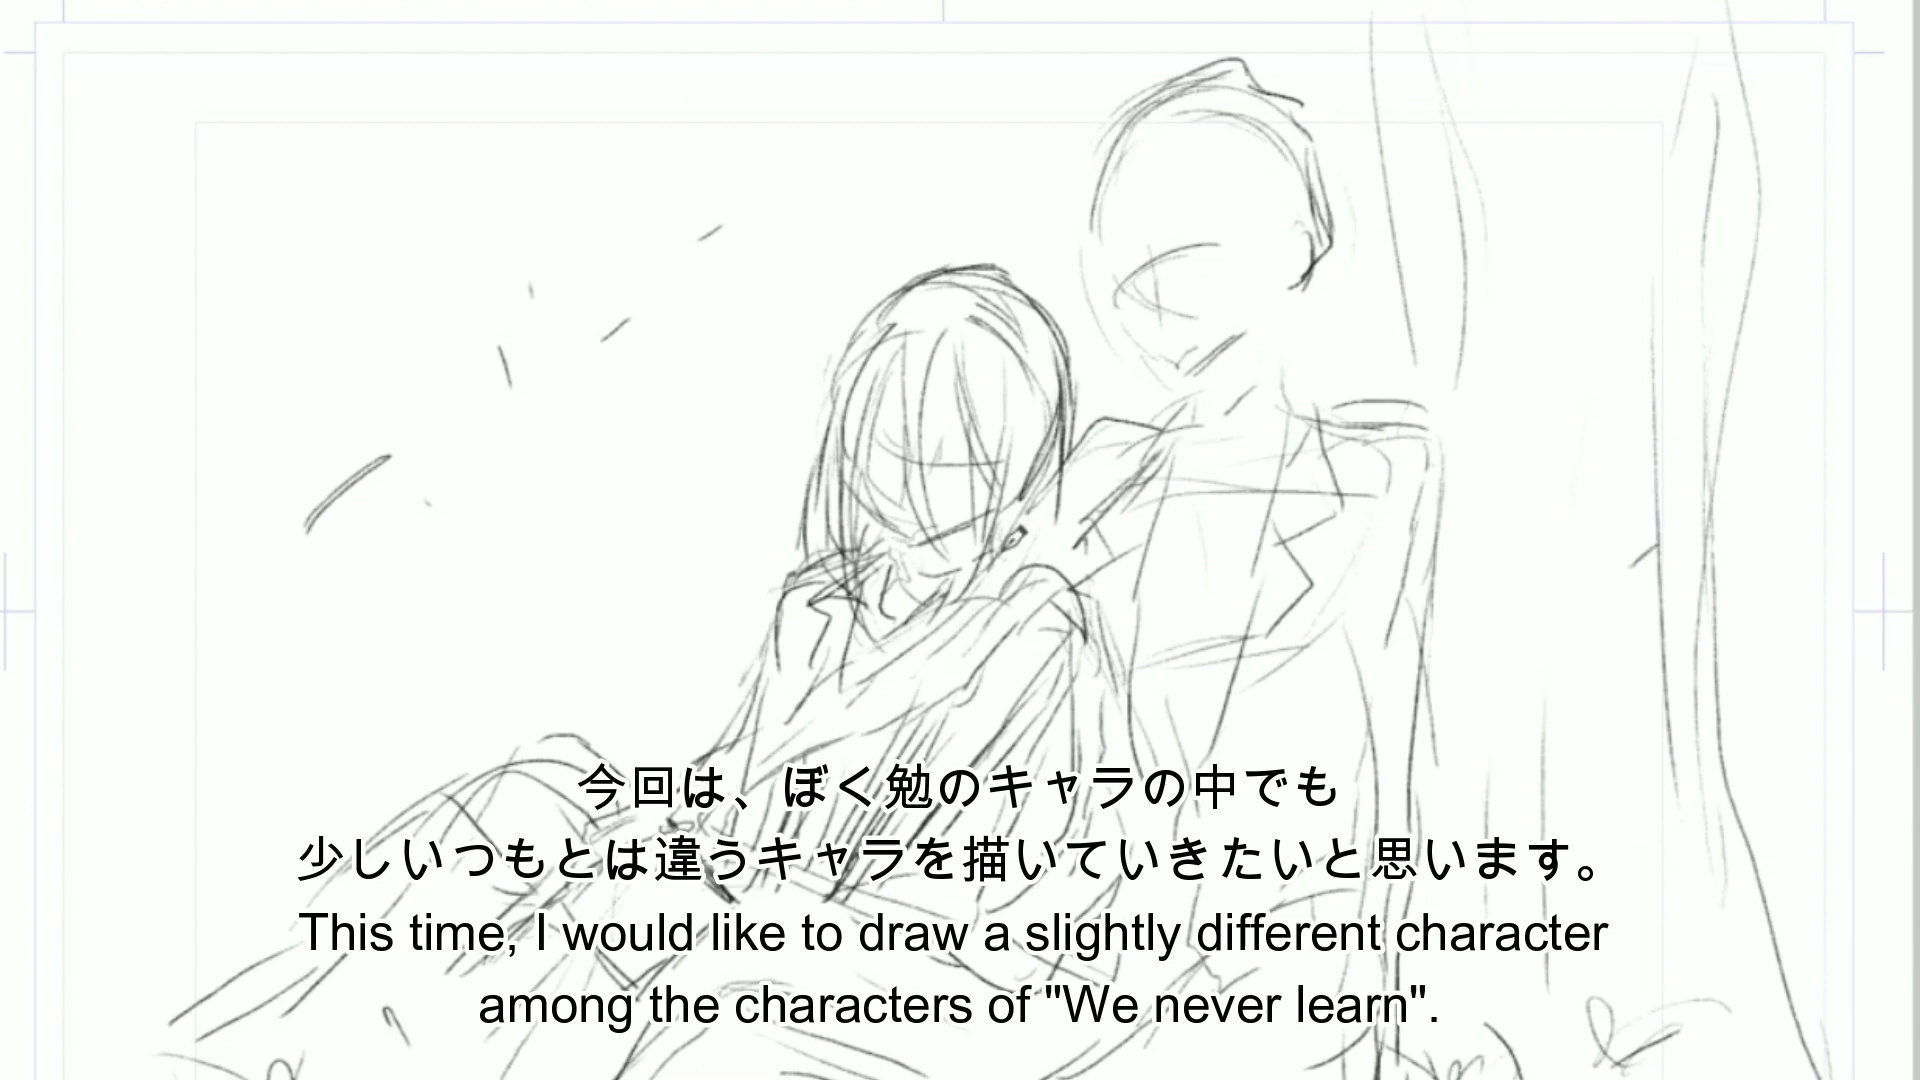 今回は、ぼく勉のキャラの中でも
少しいつもとは違うキャラを描いていきたいと思います。
This time, I would like to draw a slightly different character
among the characters of "We never learn".